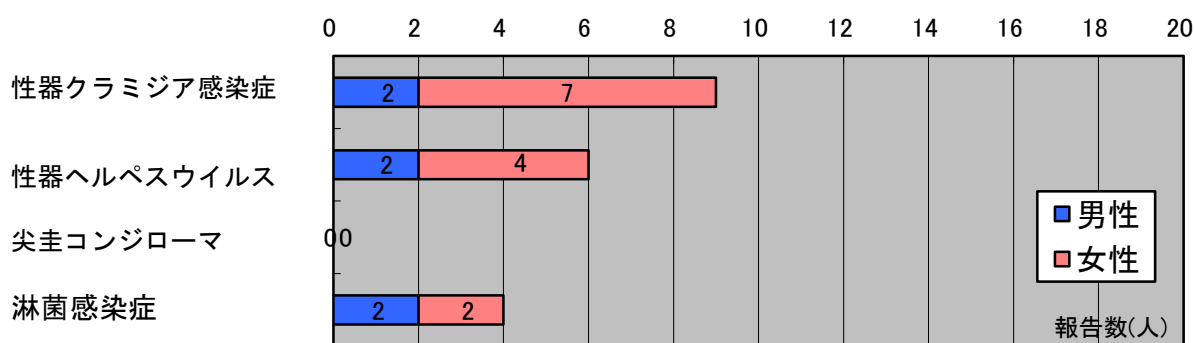 0 2 4 6 8 10 12 14 16 18 20
性器クラミジア感染症 2 7
性器ヘルペスウイルス 2 4
尖圭コンジローマ 00
淋菌感染症 2 2
男性
女性
報告数(人)